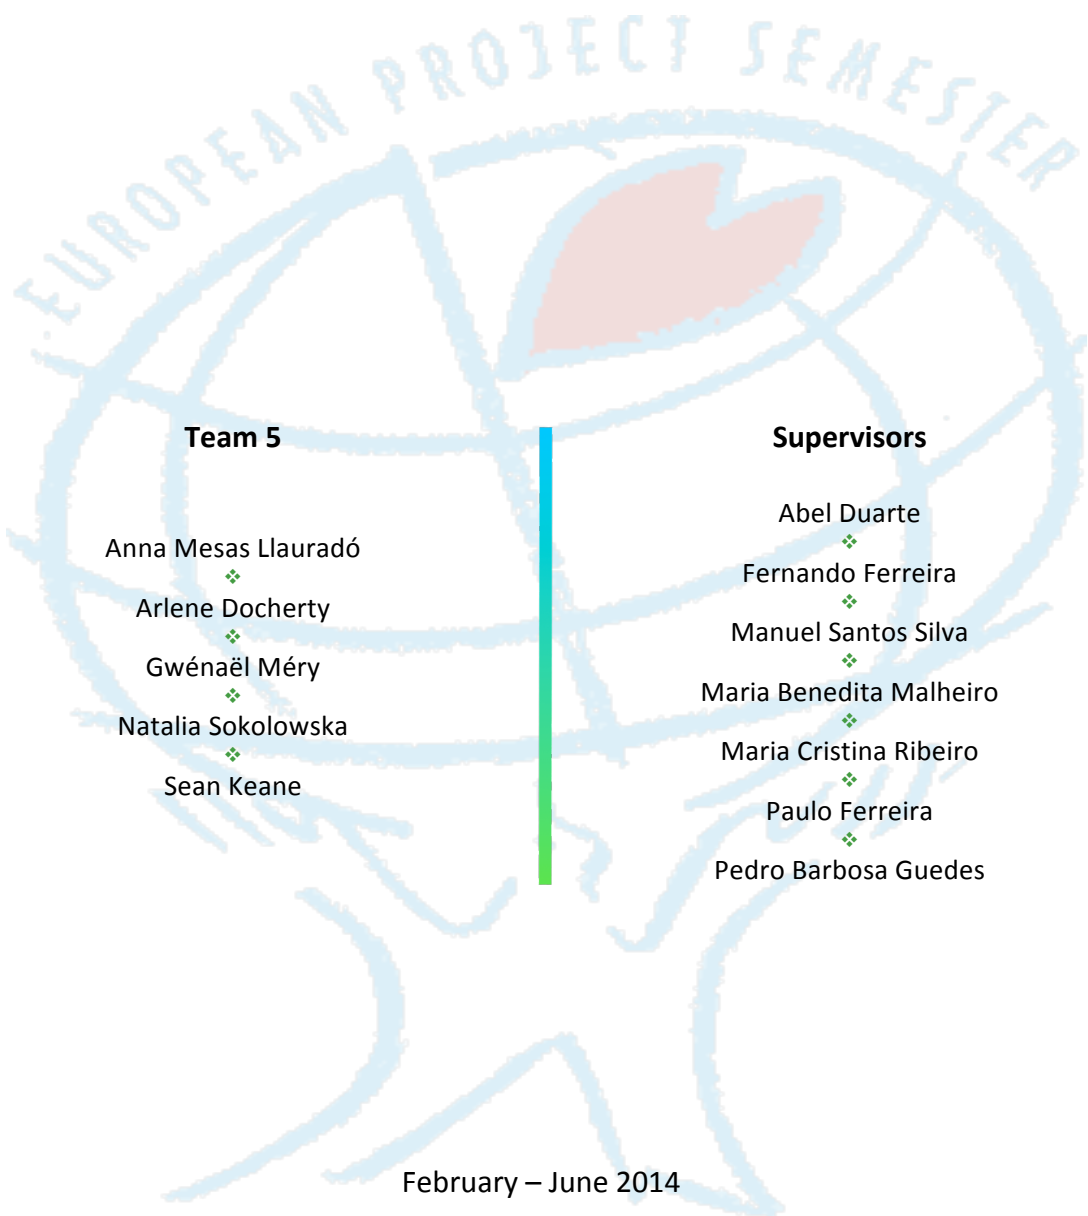 EUROPEAN PROJECT SEMESTER
Team 5
Anna Mesas Llauradó
Arlene Docherty
Gwénaël Méry
Natalia Sokolowska
Sean Keane
Supervisors
Abel Duarte
Fernando Ferreira
Manuel Santos Silva
Maria Benedita Malheiro
Maria Cristina Ribeiro
Paulo Ferreira
Pedro Barbosa Guedes
February – June 2014